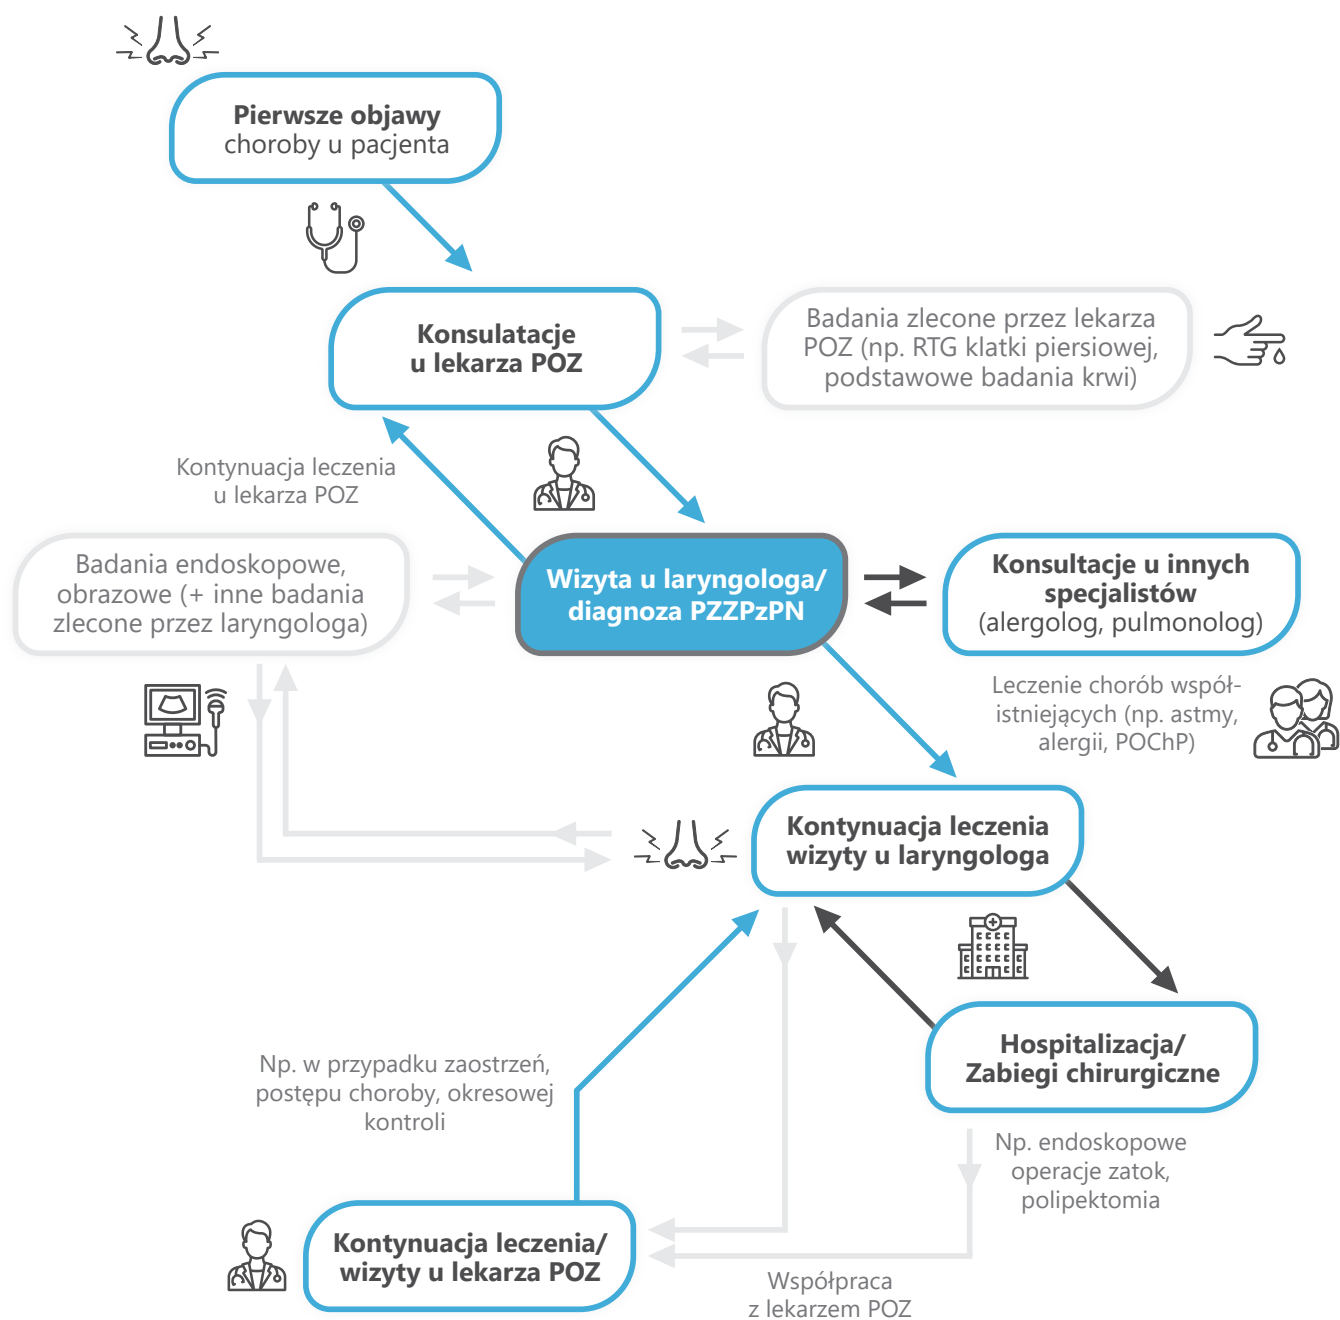 Pierwsze objawy
choroby u pacjenta
Konsulatacje
u lekarza POZ
Badania zlecone przez lekarza
POZ (np. RTG klatki piersiowej,
podstawowe badania krwi)
Kontynuacja leczenia
u lekarza POZ
Badania endoskopowe,
obrazowe (+ inne badania
zlecone przez laryngologa)
Wizyta u laryngologa/
diagnoza PZZPzPN
Konsultacje u innych
specjalistów
(alergolog, pulmonolog)
Leczenie chorób współ-
istniejących (np. astmy,
alergii, POChP)
Kontynuacja leczenia
wizyty u laryngologa
Hospitalizacja/
Zabiegi chirurgiczne
Np. w przypadku zaostrzeń,
postępu choroby, okresowej
kontroli
Np. endoskopowe
operacje zatok,
polipektomia
Kontynuacja leczenia/
wizyty u lekarza POZ
Współpraca
z lekarzem POZ